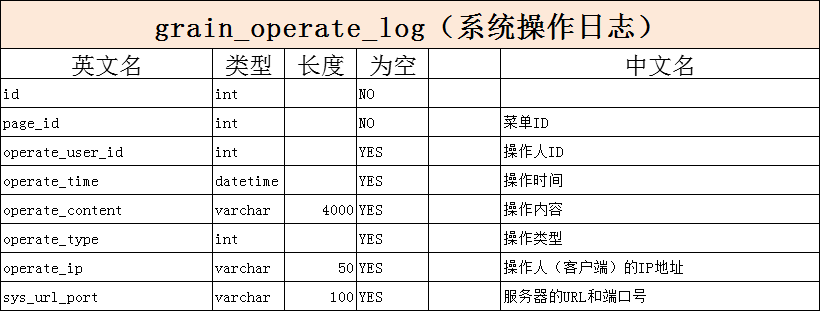 grain_operate_log（系统操作日志）
英文名 类型 长度 为空 中文名
id int NO
page_id int NO 菜单ID
operate_user_id int YES 操作人ID
operate_time datetime YES 操作时间
operate_content varchar 4000 YES 操作内容
operate_type int YES 操作类型
operate_ip varchar 50 YES 操作人（客户端）的IP地址
sys_url_port varchar 100 YES 服务器的URL和端口号